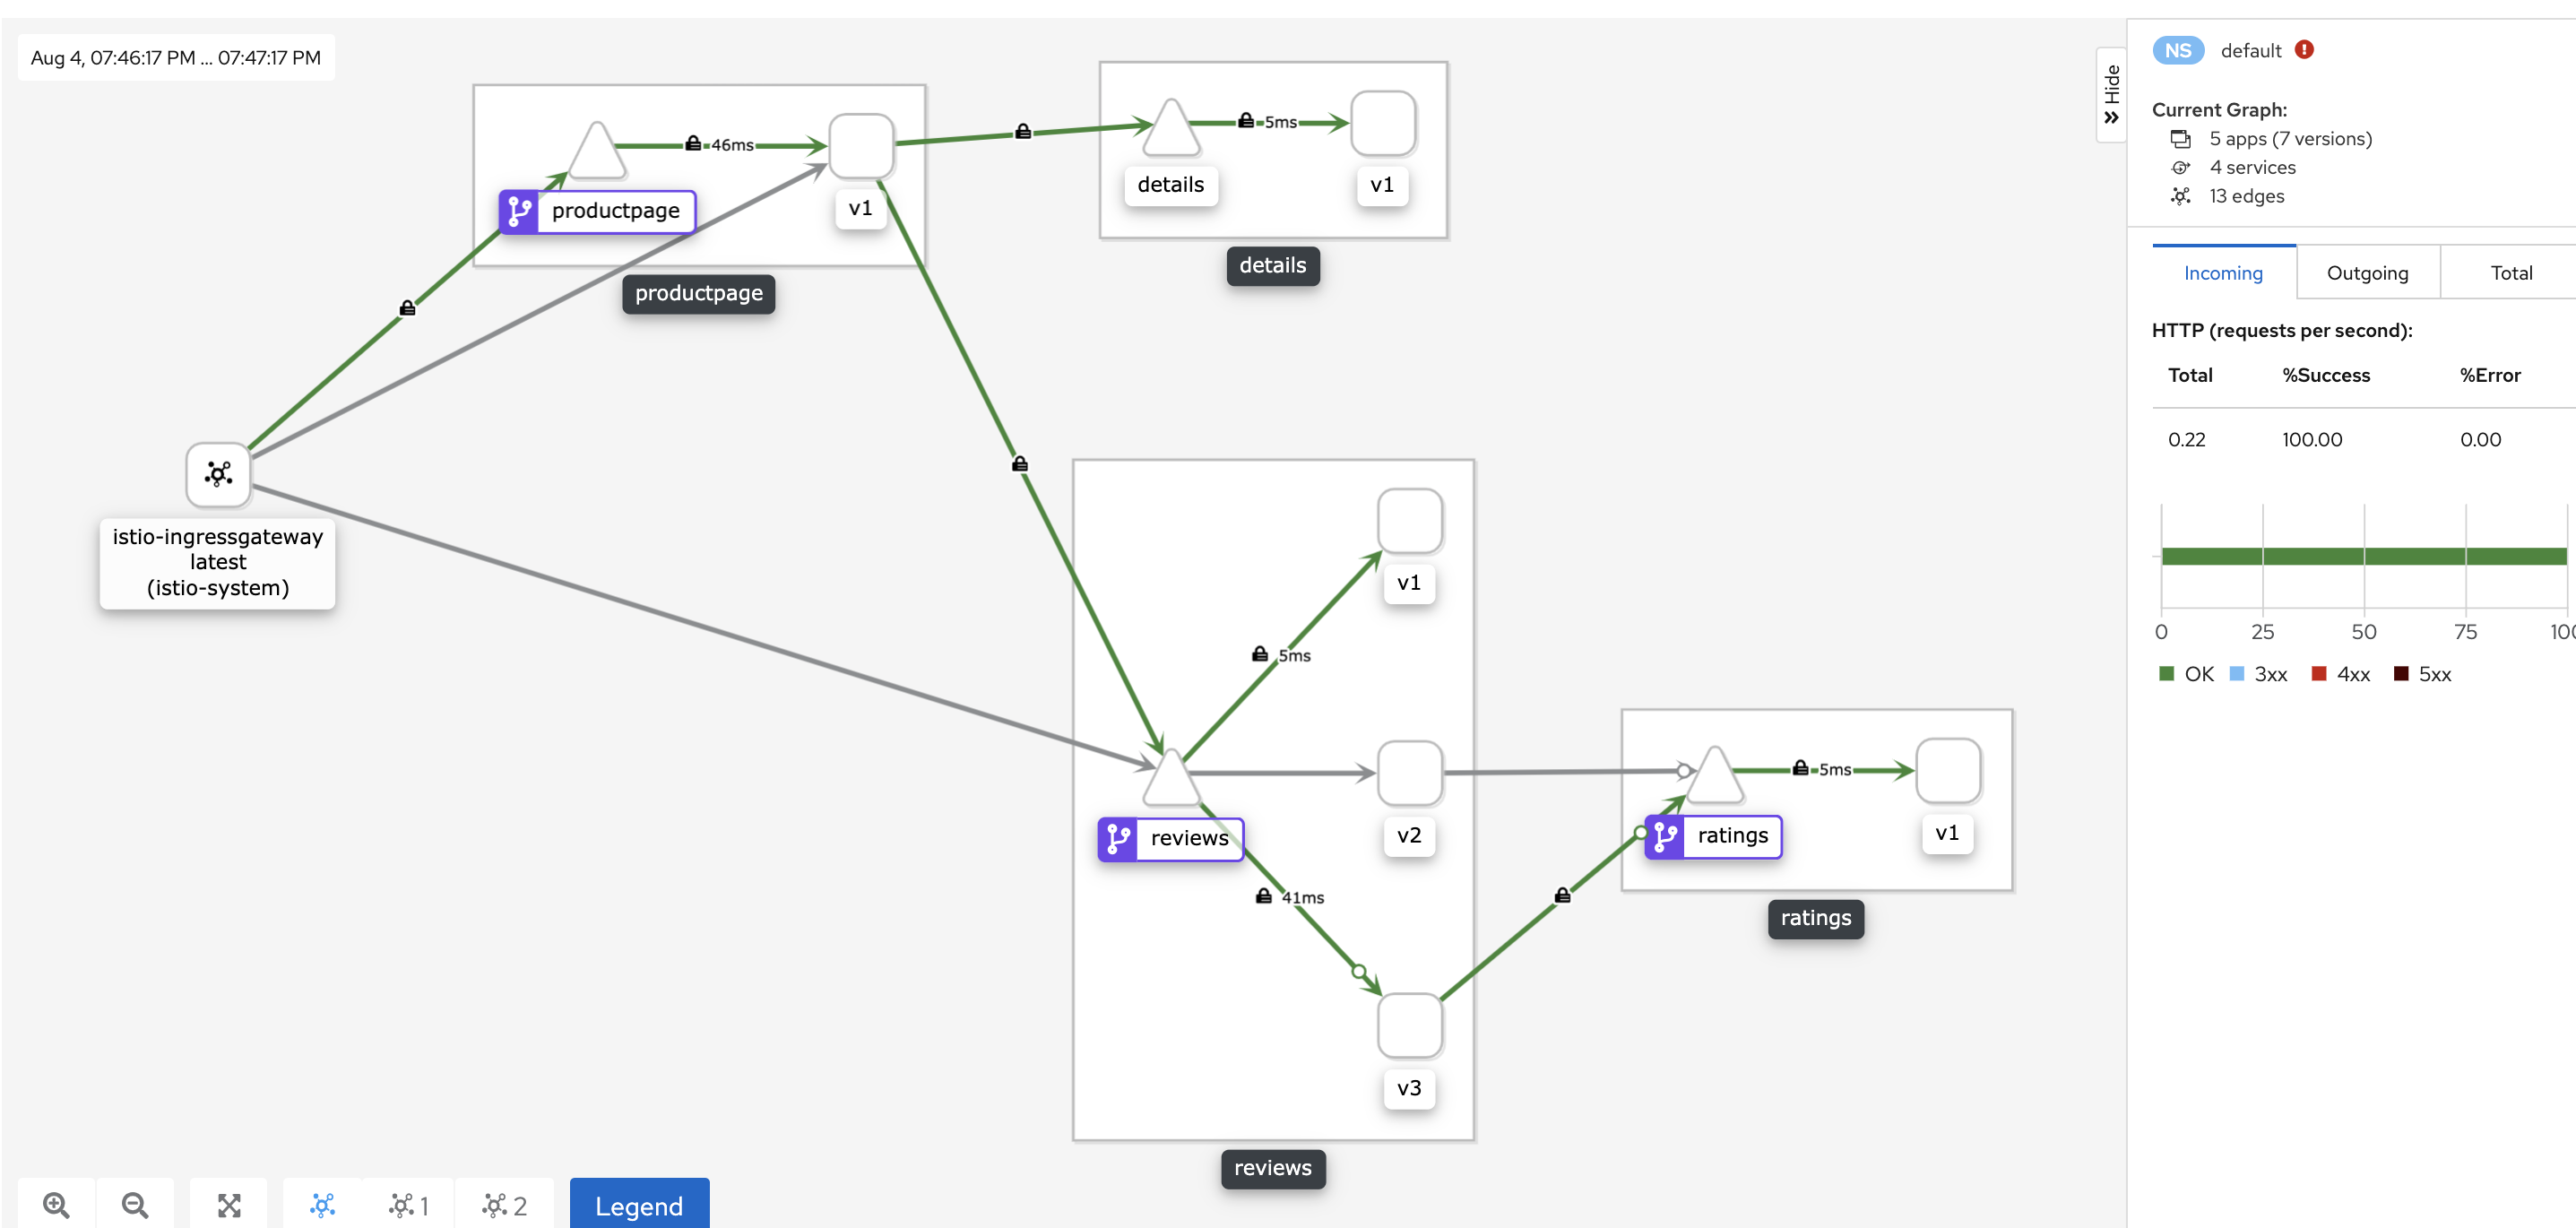 Aug 4, 07:46:17 PM ... 07:47:17 PM
46ms
productpage
v1
productpage
5ms
details
v1
details
istio-ingressgateway
latest
(istio-system)
v1
5ms
reviews
v2
41ms
v3
reviews
5ms
ratings
v1
ratings
1
2
Legend
Hide
NS default
Current Graph:
5 apps (7 versions)
4 services
13 edges
Incoming Outgoing Total
HTTP (requests per second):
Total %Success %Error
0.22 100.00 0.00
0 25 50 75 100
OK 3xx 4xx 5xx